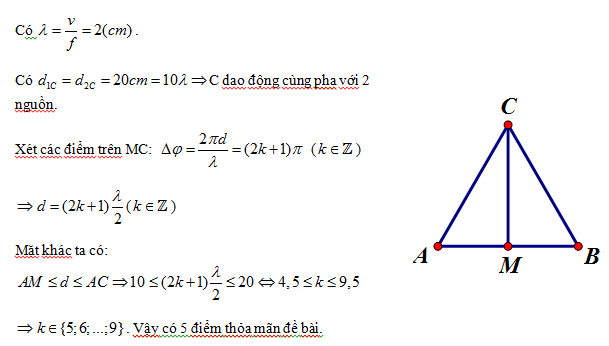 Có λ = v/f = 2(cm).
Có d₁C = d₂C = 20cm = 10λ ⇒ C dao động cùng pha với 2
nguồn.
Xét các điểm trên MC: Δφ = 2πd/λ = (2k+1)π (k ∈ ℤ)
⇒ d = (2k+1)λ/2 (k ∈ ℤ)
Mặt khác ta có:
AM ≤ d ≤ AC ⇒ 10 ≤ (2k+1)λ/2 ≤ 20 ⇔ 4,5 ≤ k ≤ 9,5
⇒ k ∈ {5; 6; ...; 9}. Vậy có 5 điểm thỏa mãn đề bài.
C
A
M
B